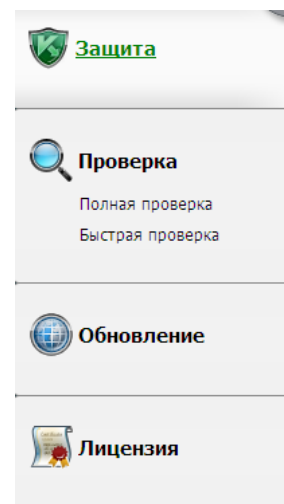 Защита
Проверка
Полная проверка
Быстрая проверка
Обновление
Лицензия